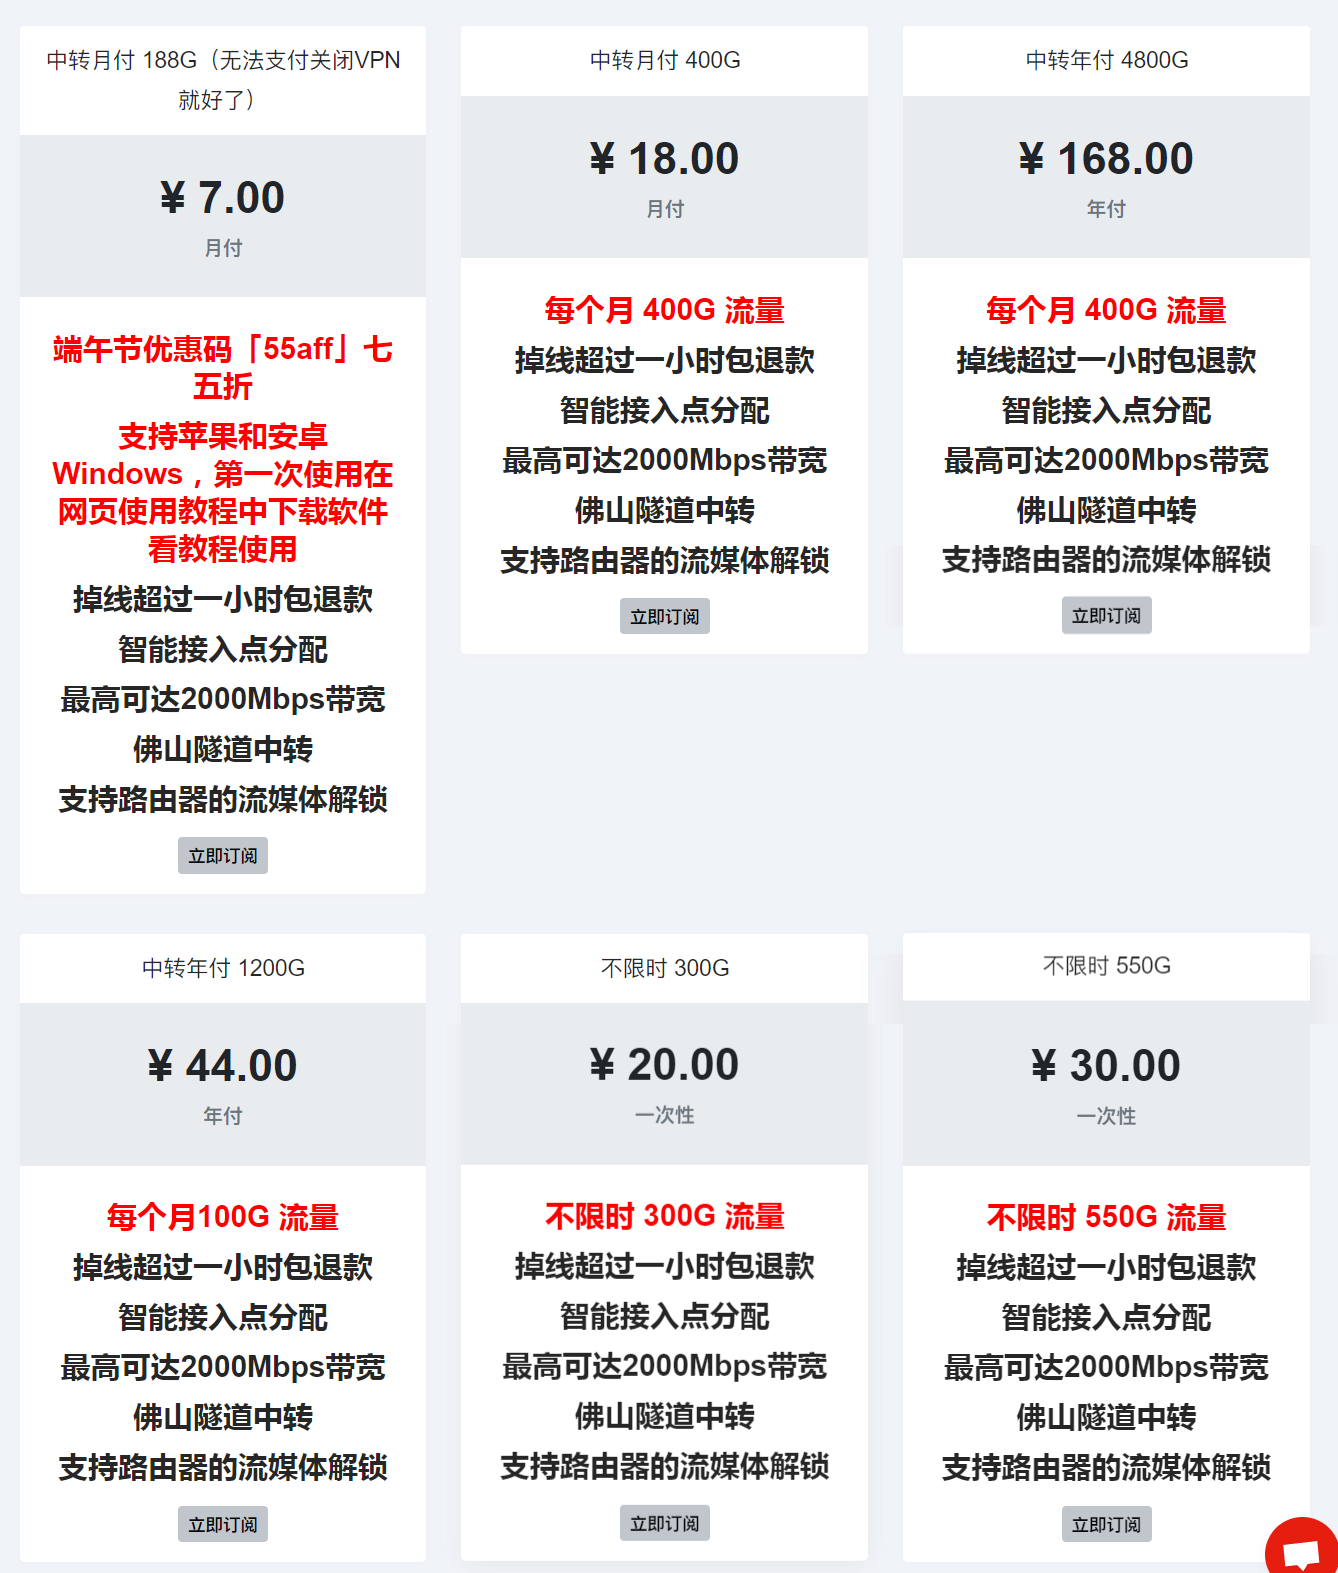 中转月付 188G（无法支付关闭VPN
就好了）
¥ 7.00
月付
端午节优惠码「55aff」七
五折
支持苹果和安卓
Windows，第一次使用在
网页使用教程中下载软件
看教程使用
掉线超过一小时包退款
智能接入点分配
最高可达2000Mbps带宽
佛山隧道中转
支持路由器的流媒体解锁
立即订阅
中转月付 400G
¥ 18.00
月付
每个月 400G 流量
掉线超过一小时包退款
智能接入点分配
最高可达2000Mbps带宽
佛山隧道中转
支持路由器的流媒体解锁
立即订阅
中转年付 4800G
¥ 168.00
年付
每个月 400G 流量
掉线超过一小时包退款
智能接入点分配
最高可达2000Mbps带宽
佛山隧道中转
支持路由器的流媒体解锁
立即订阅
中转年付 1200G
¥ 44.00
年付
每个月100G 流量
掉线超过一小时包退款
智能接入点分配
最高可达2000Mbps带宽
佛山隧道中转
支持路由器的流媒体解锁
立即订阅
不限时 300G
¥ 20.00
一次性
不限时 300G 流量
掉线超过一小时包退款
智能接入点分配
最高可达2000Mbps带宽
佛山隧道中转
支持路由器的流媒体解锁
立即订阅
不限时 550G
¥ 30.00
一次性
不限时 550G 流量
掉线超过一小时包退款
智能接入点分配
最高可达2000Mbps带宽
佛山隧道中转
支持路由器的流媒体解锁
立即订阅